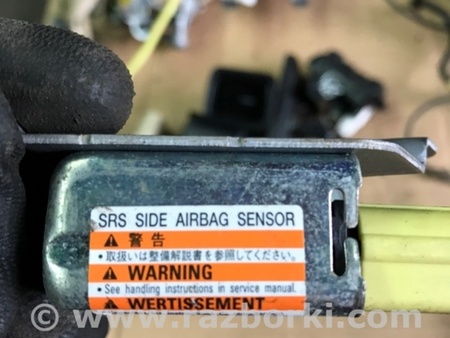 SRS SIDE AIRBAG SENSOR
⚠ 警告
• 取扱いは整備解説書を参照してください。
⚠ WARNING
• See handling instructions in service manual.
⚠ WERTISSEMENT
© www.razborki.com